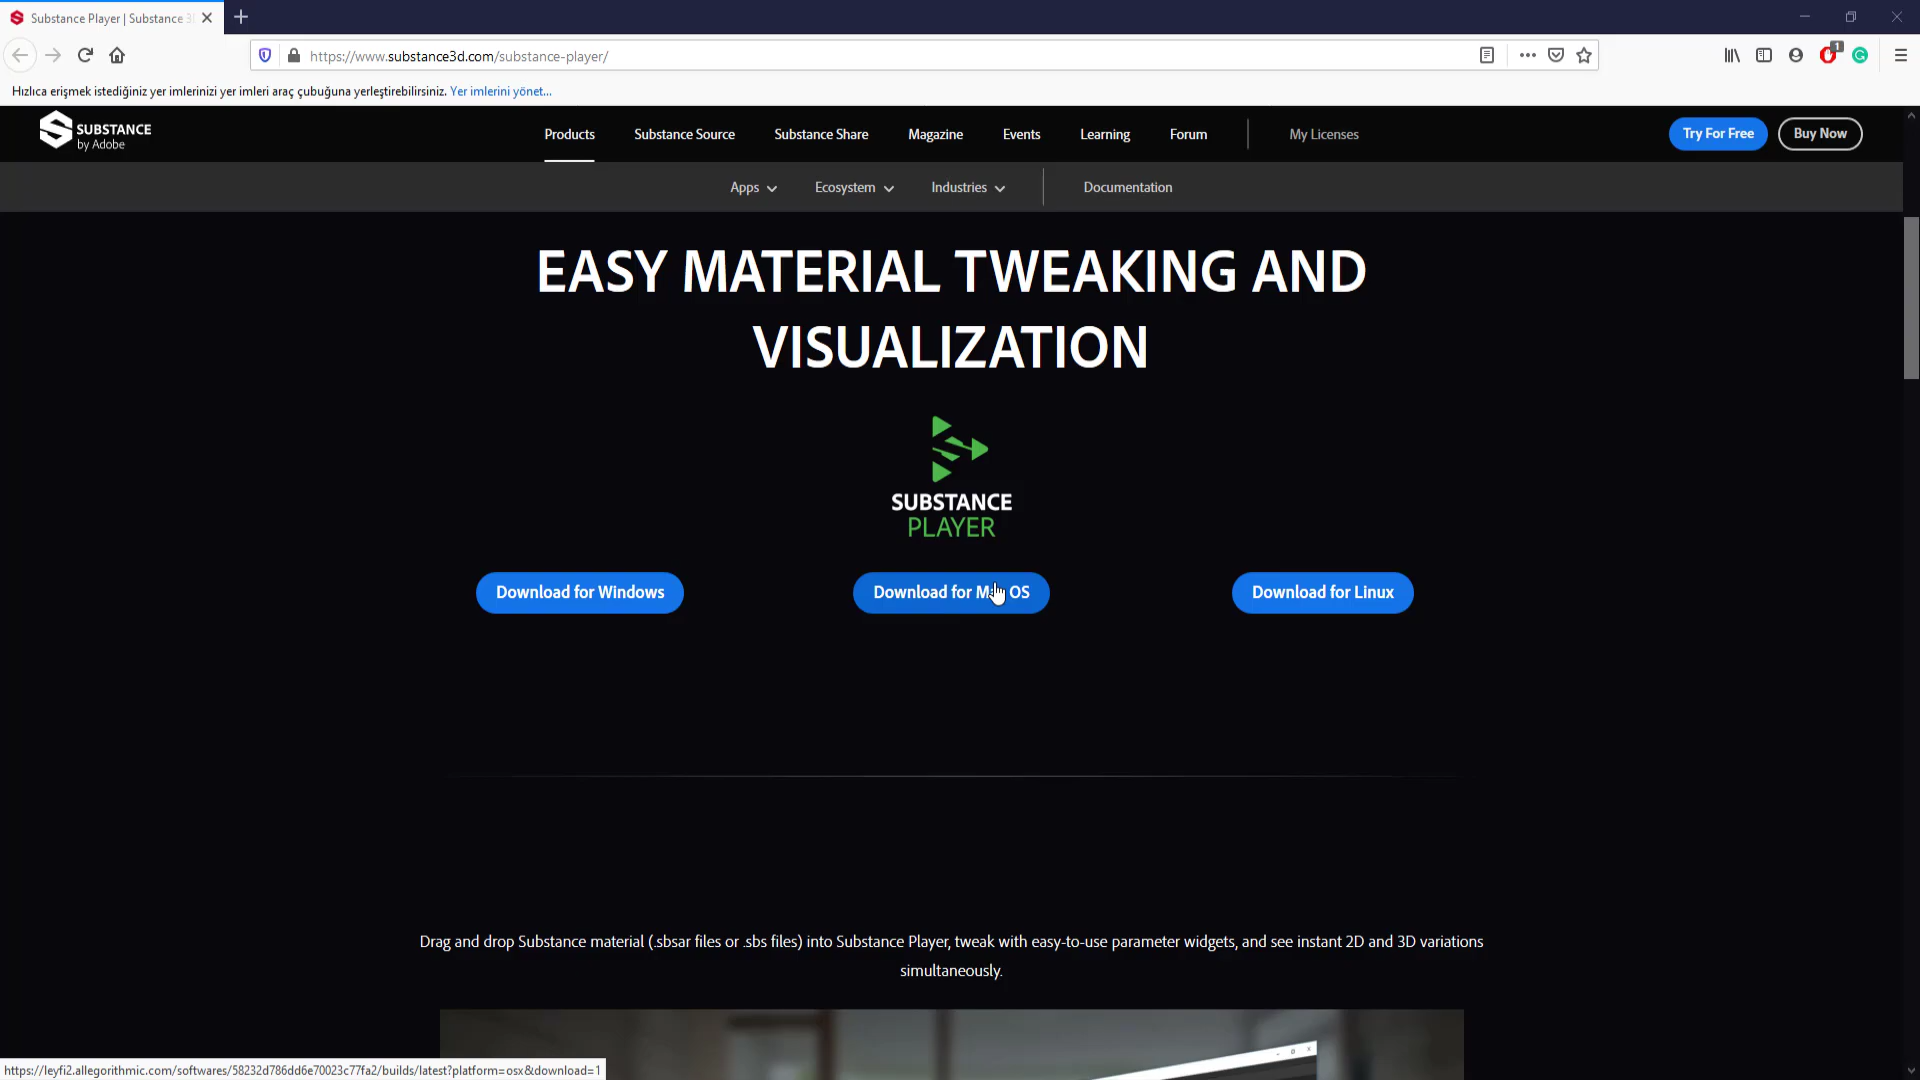 Substance Player | Substance 3
https://www.substance3d.com/substance-player/
1
Hızlıca erişmek istediğiniz yer imlerinizi yer imleri araç çubuğuna yerleştirebilirsiniz. Yer imlerini yönet...
SUBSTANCE
by Adobe
Products Substance Source Substance Share Magazine Events Learning Forum My Licenses
Try For Free Buy Now
Apps Ecosystem Industries Documentation
EASY MATERIAL TWEAKING AND
VISUALIZATION
SUBSTANCE
PLAYER
Download for Windows Download for Mac OS Download for Linux
Drag and drop Substance material (.sbsar files or .sbs files) into Substance Player, tweak with easy-to-use parameter widgets, and see instant 2D and 3D variations
simultaneously.
https://leyfi2.allegorithmic.com/softwares/58232d786dd6e70023c77fa2/builds/latest?platform=osx&download=1